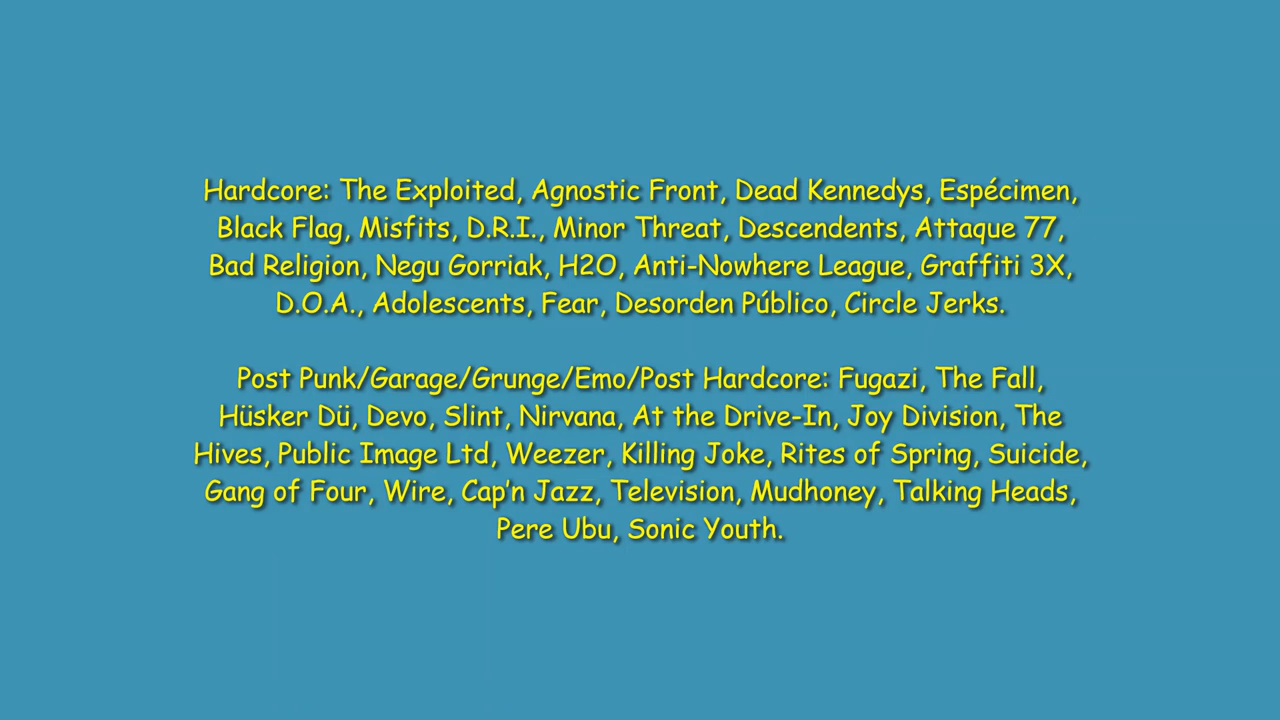 Hardcore: The Exploited, Agnostic Front, Dead Kennedys, Espécimen,
Black Flag, Misfits, D.R.I., Minor Threat, Descendents, Attaque 77,
Bad Religion, Negu Gorriak, H2O, Anti-Nowhere League, Graffiti 3X,
D.O.A., Adolescents, Fear, Desorden Público, Circle Jerks.
Post Punk/Garage/Grunge/Emo/Post Hardcore: Fugazi, The Fall,
Hüsker Dü, Devo, Slint, Nirvana, At the Drive-In, Joy Division, The
Hives, Public Image Ltd, Weezer, Killing Joke, Rites of Spring, Suicide,
Gang of Four, Wire, Cap’n Jazz, Television, Mudhoney, Talking Heads,
Pere Ubu, Sonic Youth.